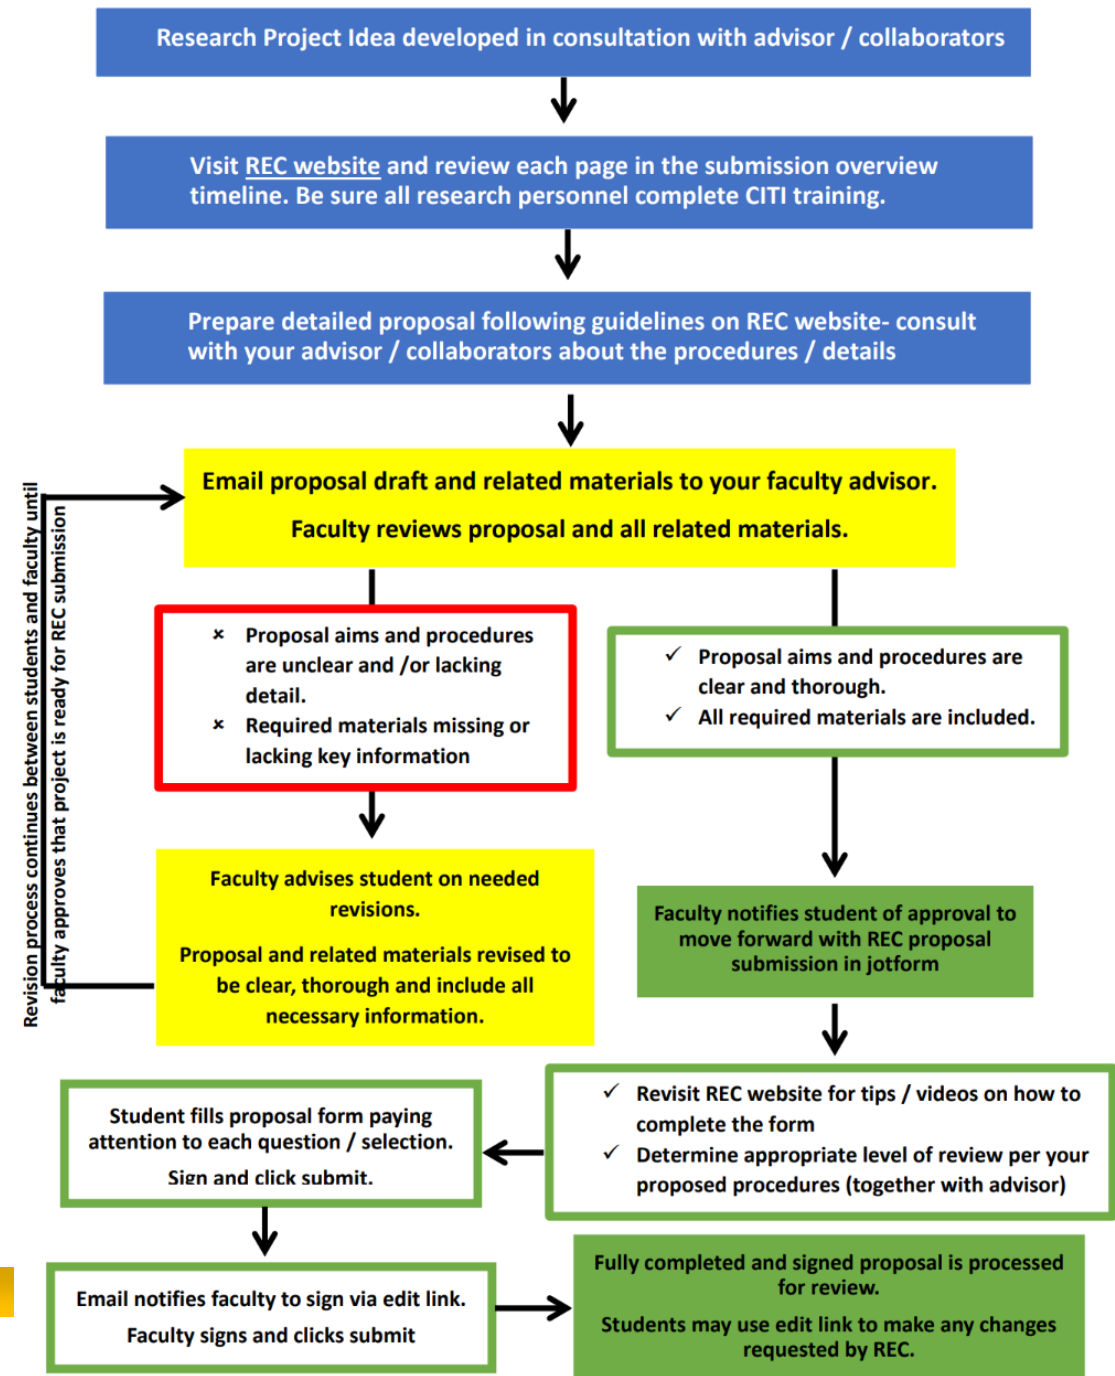 Research Project Idea developed in consultation with advisor / collaborators
Visit REC website and review each page in the submission overview
timeline. Be sure all research personnel complete CITI training.
Prepare detailed proposal following guidelines on REC website- consult
with your advisor / collaborators about the procedures / details
Email proposal draft and related materials to your faculty advisor.
Faculty reviews proposal and all related materials.
Revision process continues between students and faculty until
faculty approves that project is ready for REC submission
× Proposal aims and procedures
are unclear and /or lacking
detail.
× Required materials missing or
lacking key information
✓ Proposal aims and procedures are
clear and thorough.
✓ All required materials are included.
Faculty advises student on needed
revisions.
Proposal and related materials revised to
be clear, thorough and include all
necessary information.
Faculty notifies student of approval to
move forward with REC proposal
submission in jotform
✓ Revisit REC website for tips / videos on how to
complete the form
✓ Determine appropriate level of review per your
proposed procedures (together with advisor)
Student fills proposal form paying
attention to each question / selection.
Sign and click submit.
Email notifies faculty to sign via edit link.
Faculty signs and clicks submit
Fully completed and signed proposal is processed
for review.
Students may use edit link to make any changes
requested by REC.